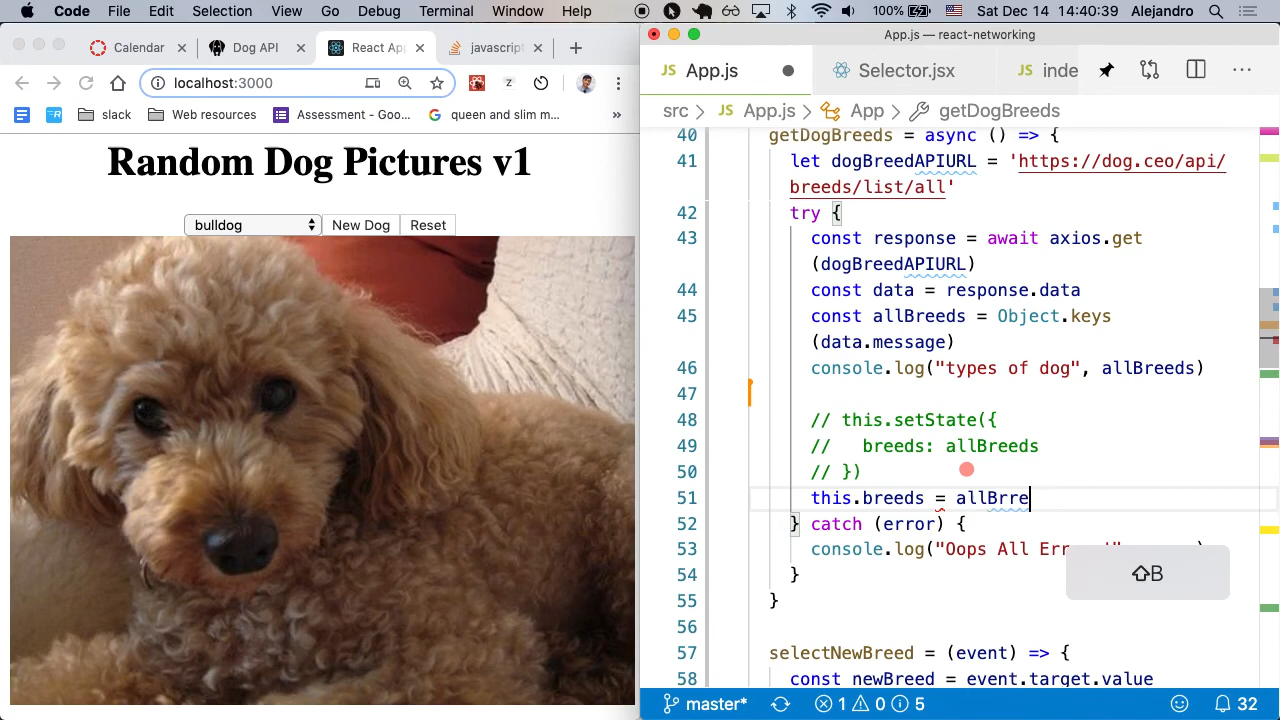 Code File Edit Selection View Go Debug Terminal Window Help 100% Sat Dec 14 14:40:39 Alejandro
Calendar Dog API React Ap javascript
localhost:3000
slack Web resources Assessment - Goo... queen and slim m... »
Random Dog Pictures v1
bulldog New Dog Reset
App.js — react-networking
JS App.js Selector.jsx JS inde
src > JS App.js > App > getDogBreeds
40 getDogBreeds = async () => {
41 let dogBreedAPIURL = 'https://dog.ceo/api/
breeds/list/all'
42 try {
43 const response = await axios.get
(dogBreedAPIURL)
44 const data = response.data
45 const allBreeds = Object.keys
(data.message)
46 console.log("types of dog", allBreeds)
47
48 // this.setState({
49 // breeds: allBreeds
50 // })
51 this.breeds = allBrre
52 } catch (error) {
53 console.log("Oops All Er
54 }
55 }
56
57 selectNewBreed = (event) => {
58 const newBreed = event.target.value
⇧B
master* 1 0 5 32